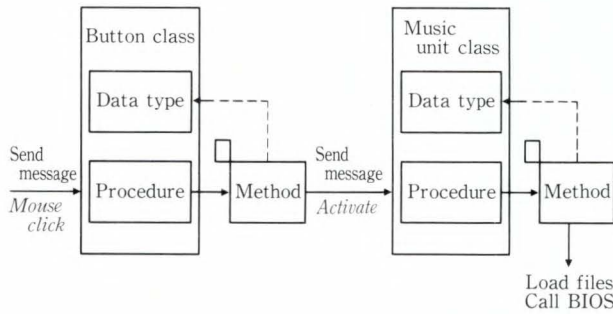 Button class
Data type
Send
message
Mouse
click
Procedure
Method
Send
message
Activate
Music
unit class
Data type
Procedure
Method
Load files
Call BIOS